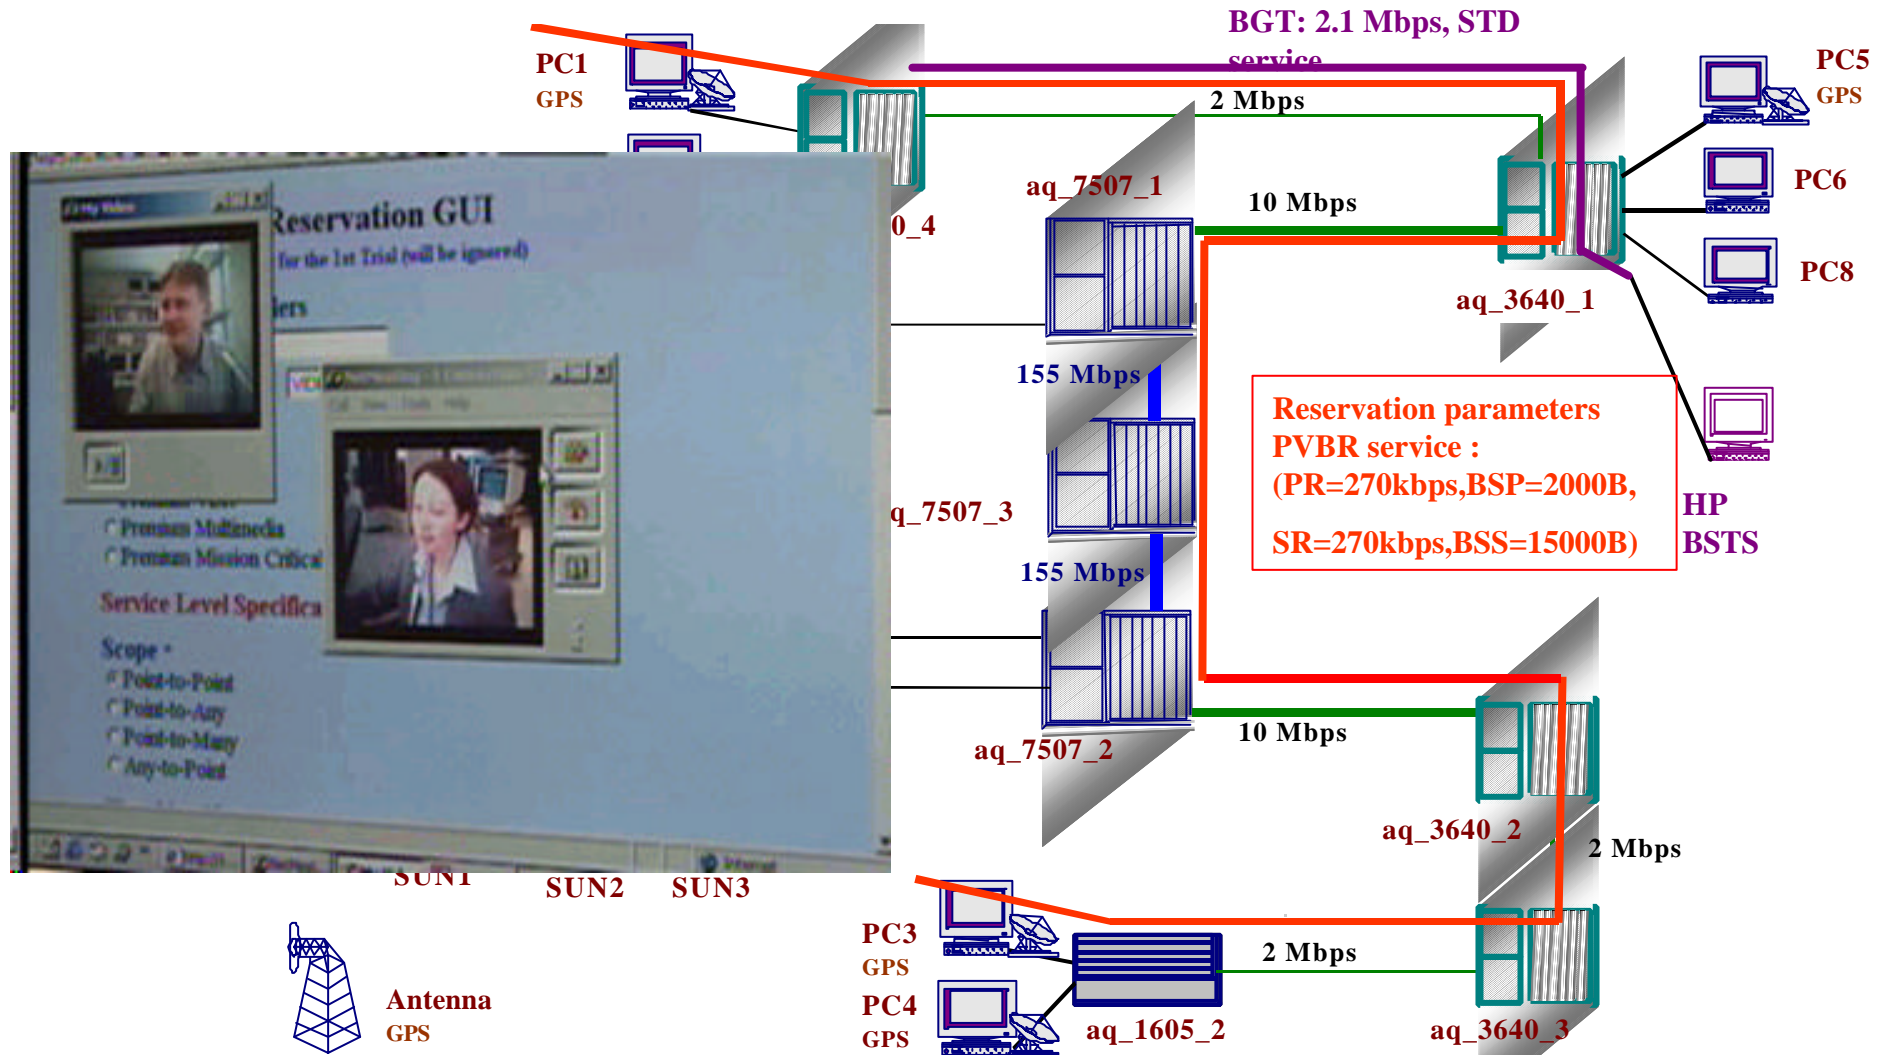 BGT: 2.1 Mbps, STD
service
PC1
GPS
2 Mbps
PC5
GPS
aq_7507_1
10 Mbps
PC6
0_4
PC8
aq_3640_1
My Video
Reservation GUI
for the 1st Trial (will be ignored)
iers
155 Mbps
Reservation parameters
PVBR service :
(PR=270kbps,BSP=2000B,
SR=270kbps,BSS=15000B)
HP
BSTS
q_7507_3
155 Mbps
Premium Multimedia
Premium Mission Critical
Service Level Specifica
Scope *
Point-to-Point
Point-to-Any
Point-to-Many
Any-to-Point
Internet
10 Mbps
aq_7507_2
aq_3640_2
2 Mbps
SUN1
SUN2
SUN3
PC3
GPS
2 Mbps
PC4
GPS
aq_1605_2
aq_3640_3
Antenna
GPS